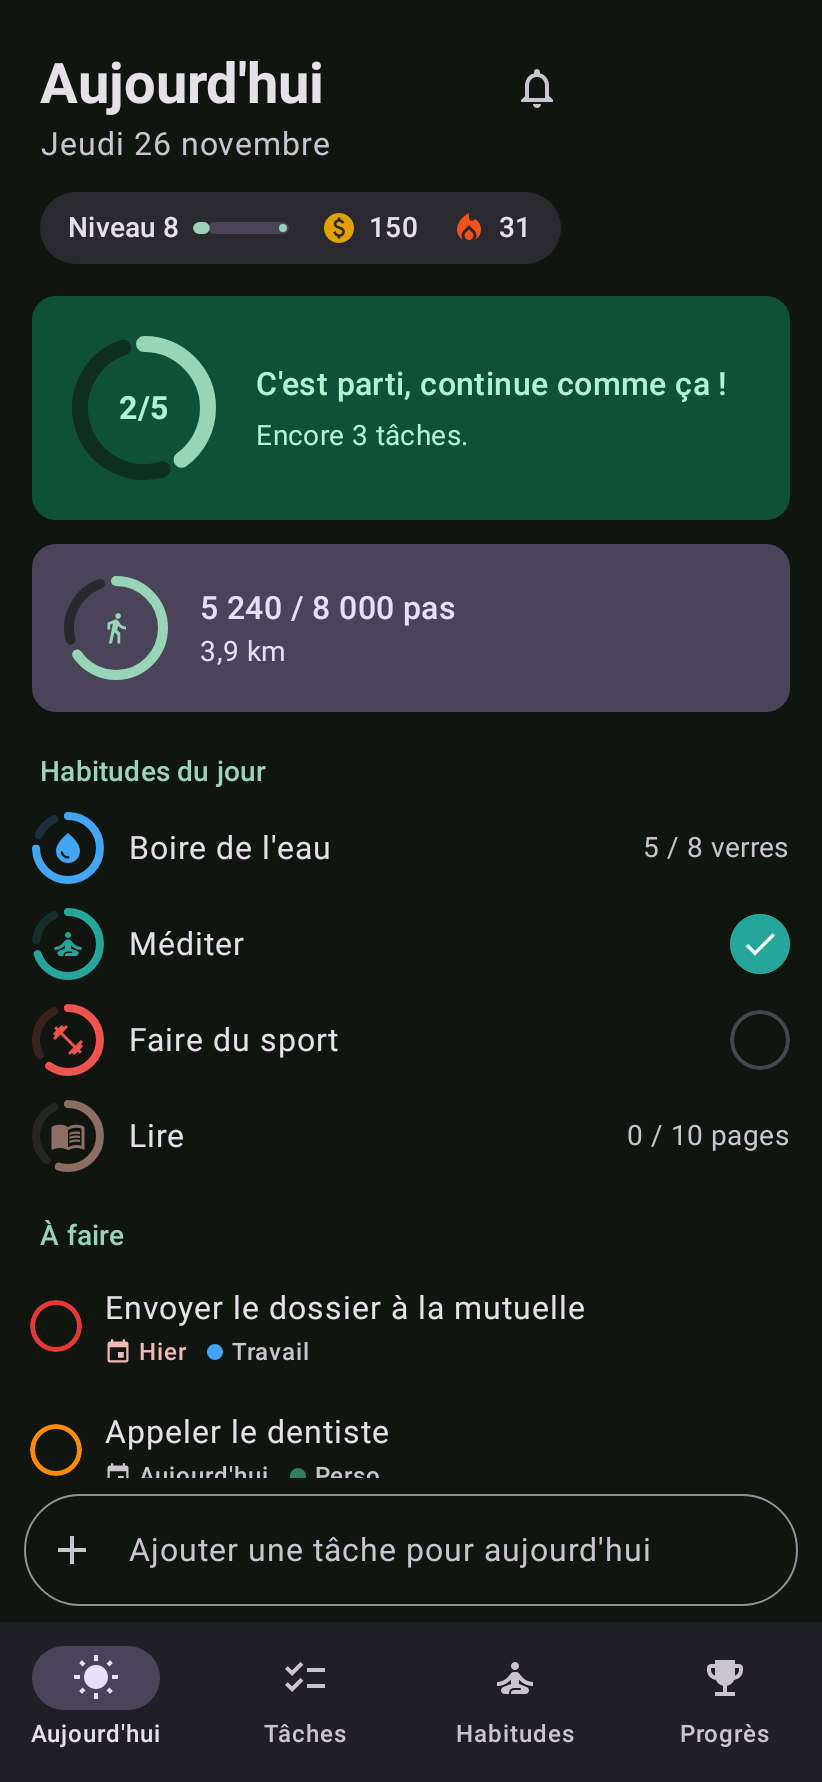 Aujourd'hui
Jeudi 26 novembre
Niveau 8 150 31
2/5
C'est parti, continue comme ça !
Encore 3 tâches.
5 240 / 8 000 pas
3,9 km
Habitudes du jour
Boire de l'eau 5 / 8 verres
Méditer
Faire du sport
Lire 0 / 10 pages
À faire
Envoyer le dossier à la mutuelle
Hier Travail
Appeler le dentiste
Aujourd'hui Perso
Ajouter une tâche pour aujourd'hui
Aujourd'hui Tâches Habitudes Progrès